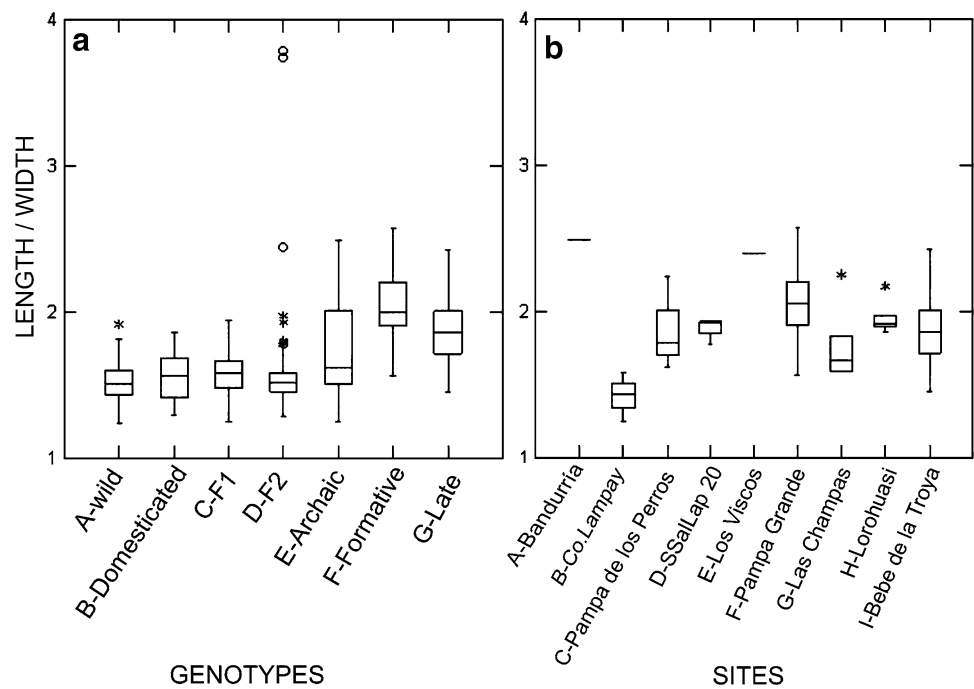 a
4
3
2
1
LENGTH / WIDTH
A-wild
B-Domesticated
C-F1
D-F2
E-Archaic
F-Formative
G-Late
GENOTYPES
b
4
3
2
1
A-Bandurria
B-Co.Lampay
C-Pampa de los Perros
D-SSalLap 20
E-Los Viscos
F-Pampa Grande
G-Las Champas
H-Lorohuasi
I-Bebe de la Troya
SITES